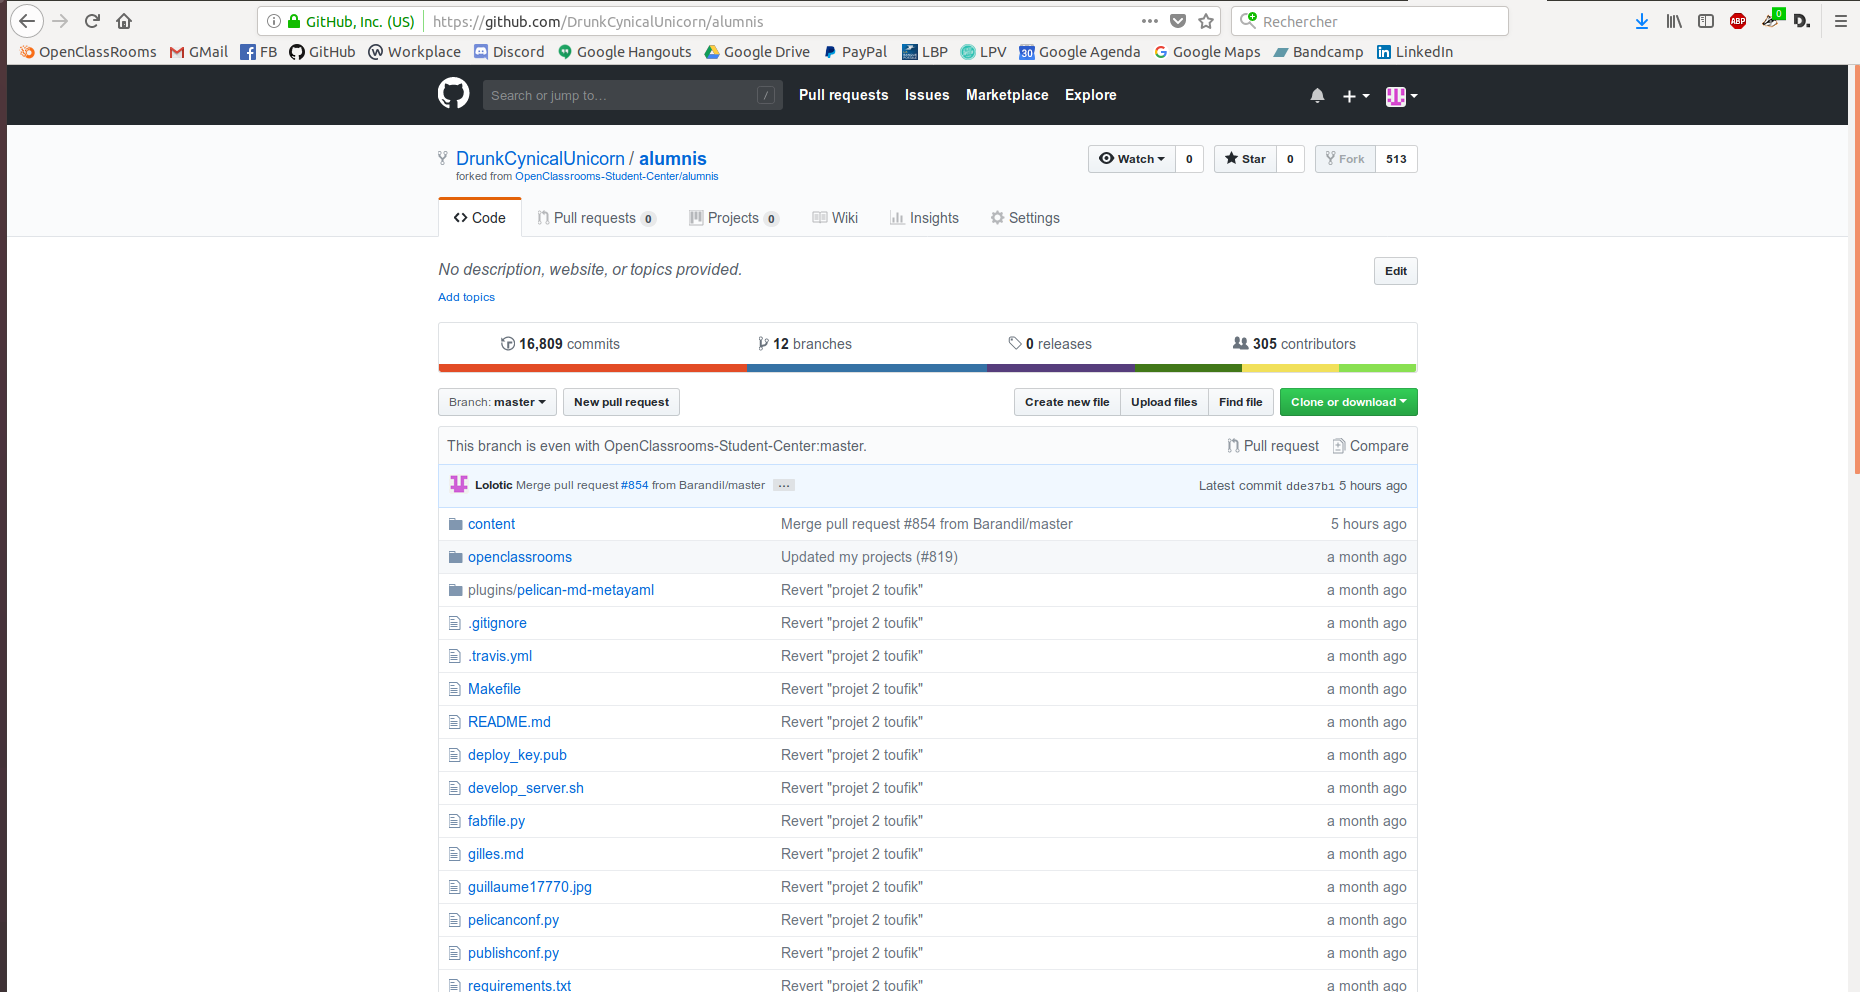 GitHub, Inc. (US) https://github.com/DrunkCynicalUnicorn/alumnis Rechercher ABP 0 D.
OpenClassRooms GMail FB GitHub Workplace Discord Google Hangouts Google Drive PayPal LBP LPV 30 Google Agenda Google Maps Bandcamp LinkedIn
Search or jump to... / Pull requests Issues Marketplace Explore
DrunkCynicalUnicorn / alumnis Watch 0 Star 0 Fork 513
forked from OpenClassrooms-Student-Center/alumnis
Code Pull requests 0 Projects 0 Wiki Insights Settings
No description, website, or topics provided. Edit
Add topics
16,809 commits 12 branches 0 releases 305 contributors
Branch: master New pull request Create new file Upload files Find file Clone or download
This branch is even with OpenClassrooms-Student-Center:master. Pull request Compare
Lolotic Merge pull request #854 from Barandil/master ... Latest commit dde37b1 5 hours ago
content Merge pull request #854 from Barandil/master 5 hours ago
openclassrooms Updated my projects (#819) a month ago
plugins/pelican-md-metayaml Revert "projet 2 toufik" a month ago
.gitignore Revert "projet 2 toufik" a month ago
.travis.yml Revert "projet 2 toufik" a month ago
Makefile Revert "projet 2 toufik" a month ago
README.md Revert "projet 2 toufik" a month ago
deploy_key.pub Revert "projet 2 toufik" a month ago
develop_server.sh Revert "projet 2 toufik" a month ago
fabfile.py Revert "projet 2 toufik" a month ago
gilles.md Revert "projet 2 toufik" a month ago
guillaume17770.jpg Revert "projet 2 toufik" a month ago
pelicanconf.py Revert "projet 2 toufik" a month ago
publishconf.py Revert "projet 2 toufik" a month ago
requirements.txt Revert "projet 2 toufik" a month ago